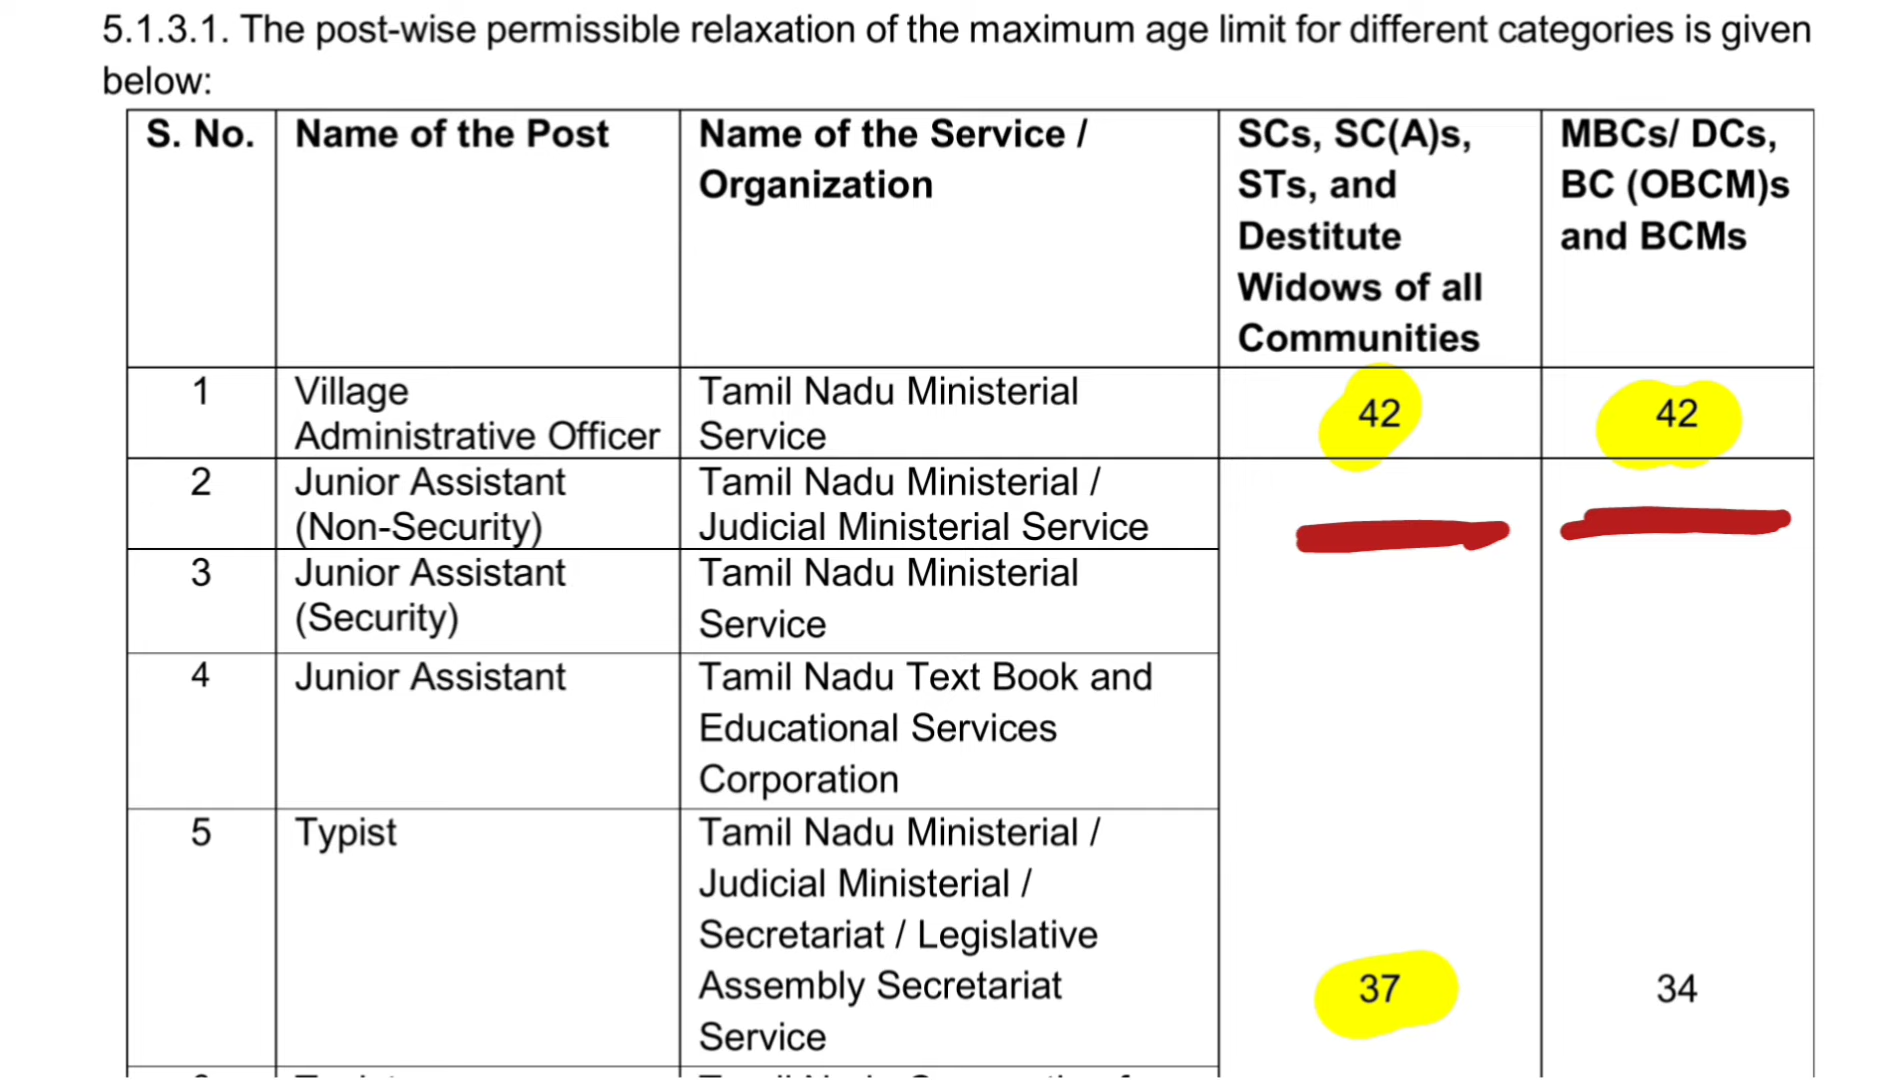 5.1.3.1. The post-wise permissible relaxation of the maximum age limit for different categories is given
below:
S. No.
Name of the Post
Name of the Service /
Organization
SCs, SC(A)s,
STs, and
Destitute
Widows of all
Communities
MBCs/ DCs,
BC (OBCM)s
and BCMs
1
Village
Administrative Officer
Tamil Nadu Ministerial
Service
42
42
2
Junior Assistant
(Non-Security)
Tamil Nadu Ministerial /
Judicial Ministerial Service
3
Junior Assistant
(Security)
Tamil Nadu Ministerial
Service
4
Junior Assistant
Tamil Nadu Text Book and
Educational Services
Corporation
5
Typist
Tamil Nadu Ministerial /
Judicial Ministerial /
Secretariat / Legislative
Assembly Secretariat
Service
37
34